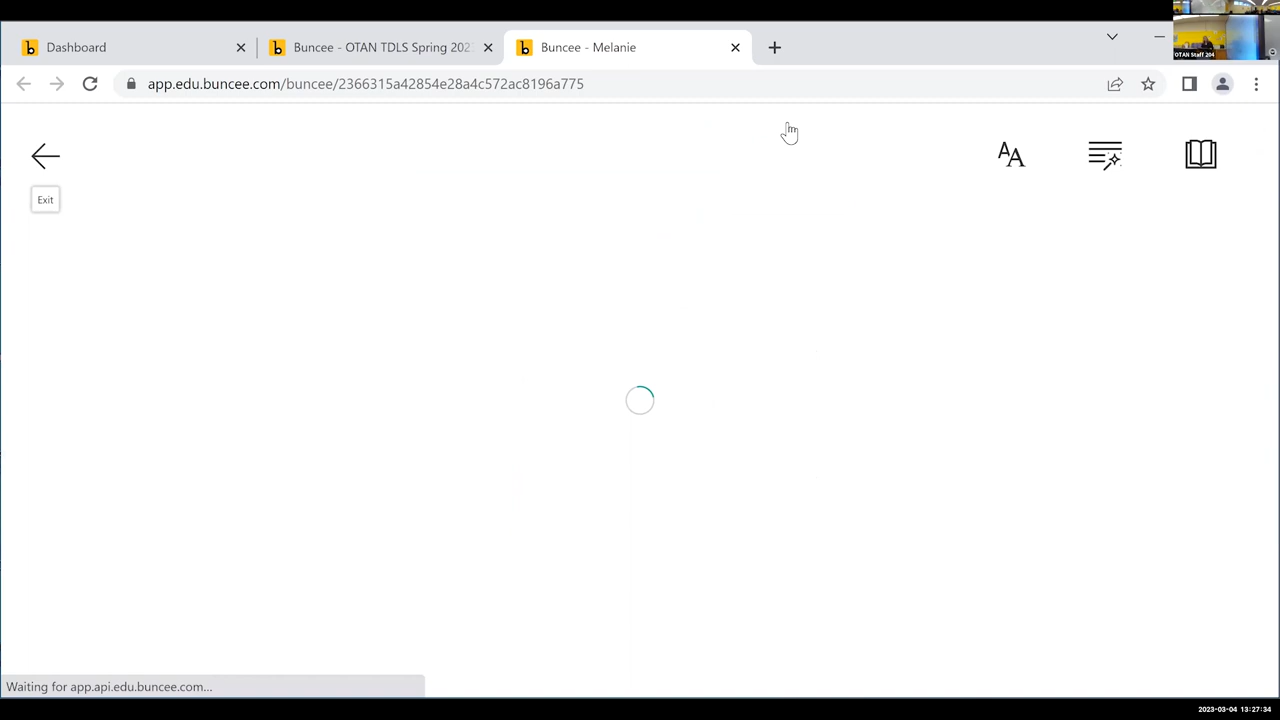 Dashboard
Buncee - OTAN TDLS Spring 202
Buncee - Melanie
OTAN Staff 204
app.edu.buncee.com/buncee/2366315a42854e28a4c572ac8196a775
AA
Exit
Waiting for app.api.edu.buncee.com...
2023-03-04 13:27:34